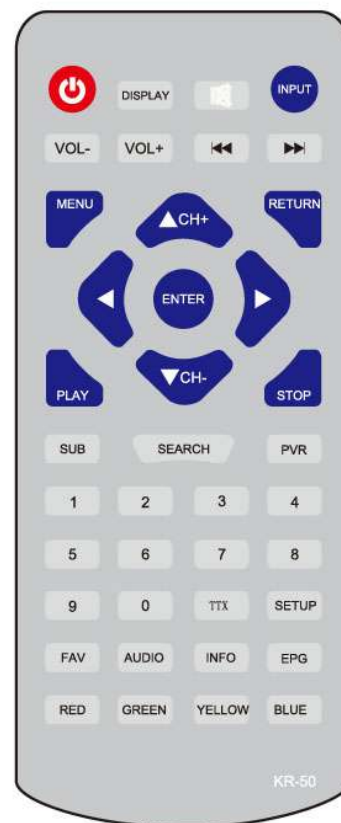 DISPLAY INPUT
VOL- VOL+
MENU RETURN
CH+
ENTER
CH-
PLAY STOP
SUB SEARCH PVR
1 2 3 4
5 6 7 8
9 0 TTX SETUP
FAV AUDIO INFO EPG
RED GREEN YELLOW BLUE
KR-50